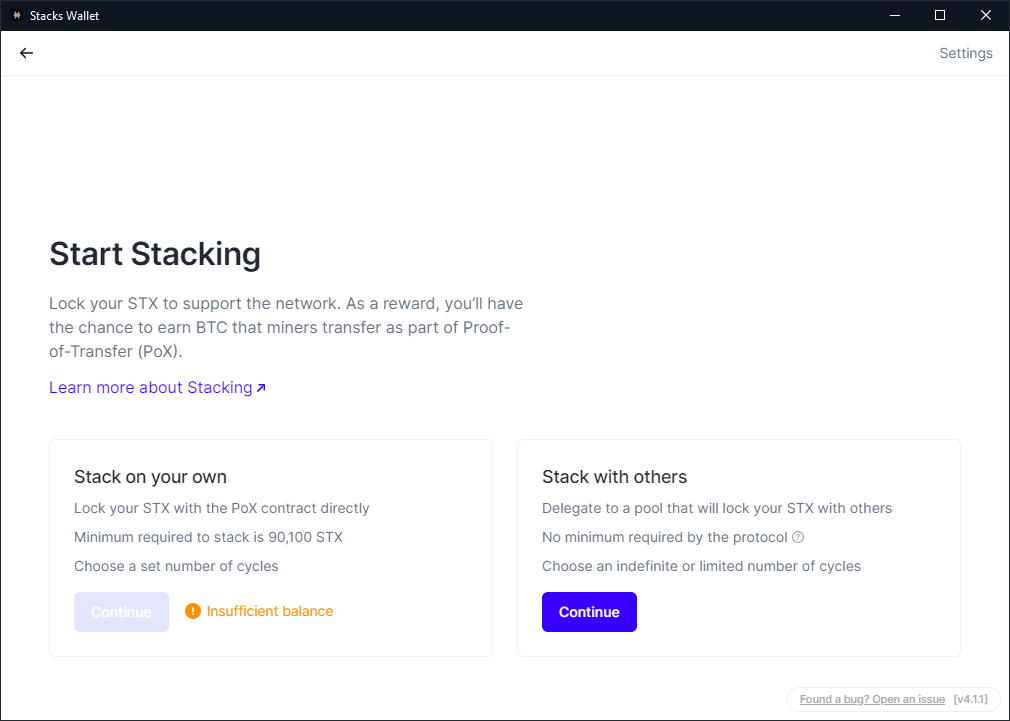 Stacks Wallet
Settings
Start Stacking
Lock your STX to support the network. As a reward, you’ll have
the chance to earn BTC that miners transfer as part of Proof-
of-Transfer (PoX).
Learn more about Stacking
Stack on your own
Lock your STX with the PoX contract directly
Minimum required to stack is 90,100 STX
Choose a set number of cycles
Continue
Insufficient balance
Stack with others
Delegate to a pool that will lock your STX with others
No minimum required by the protocol
Choose an indefinite or limited number of cycles
Continue
Found a bug? Open an issue [v4.1.1]